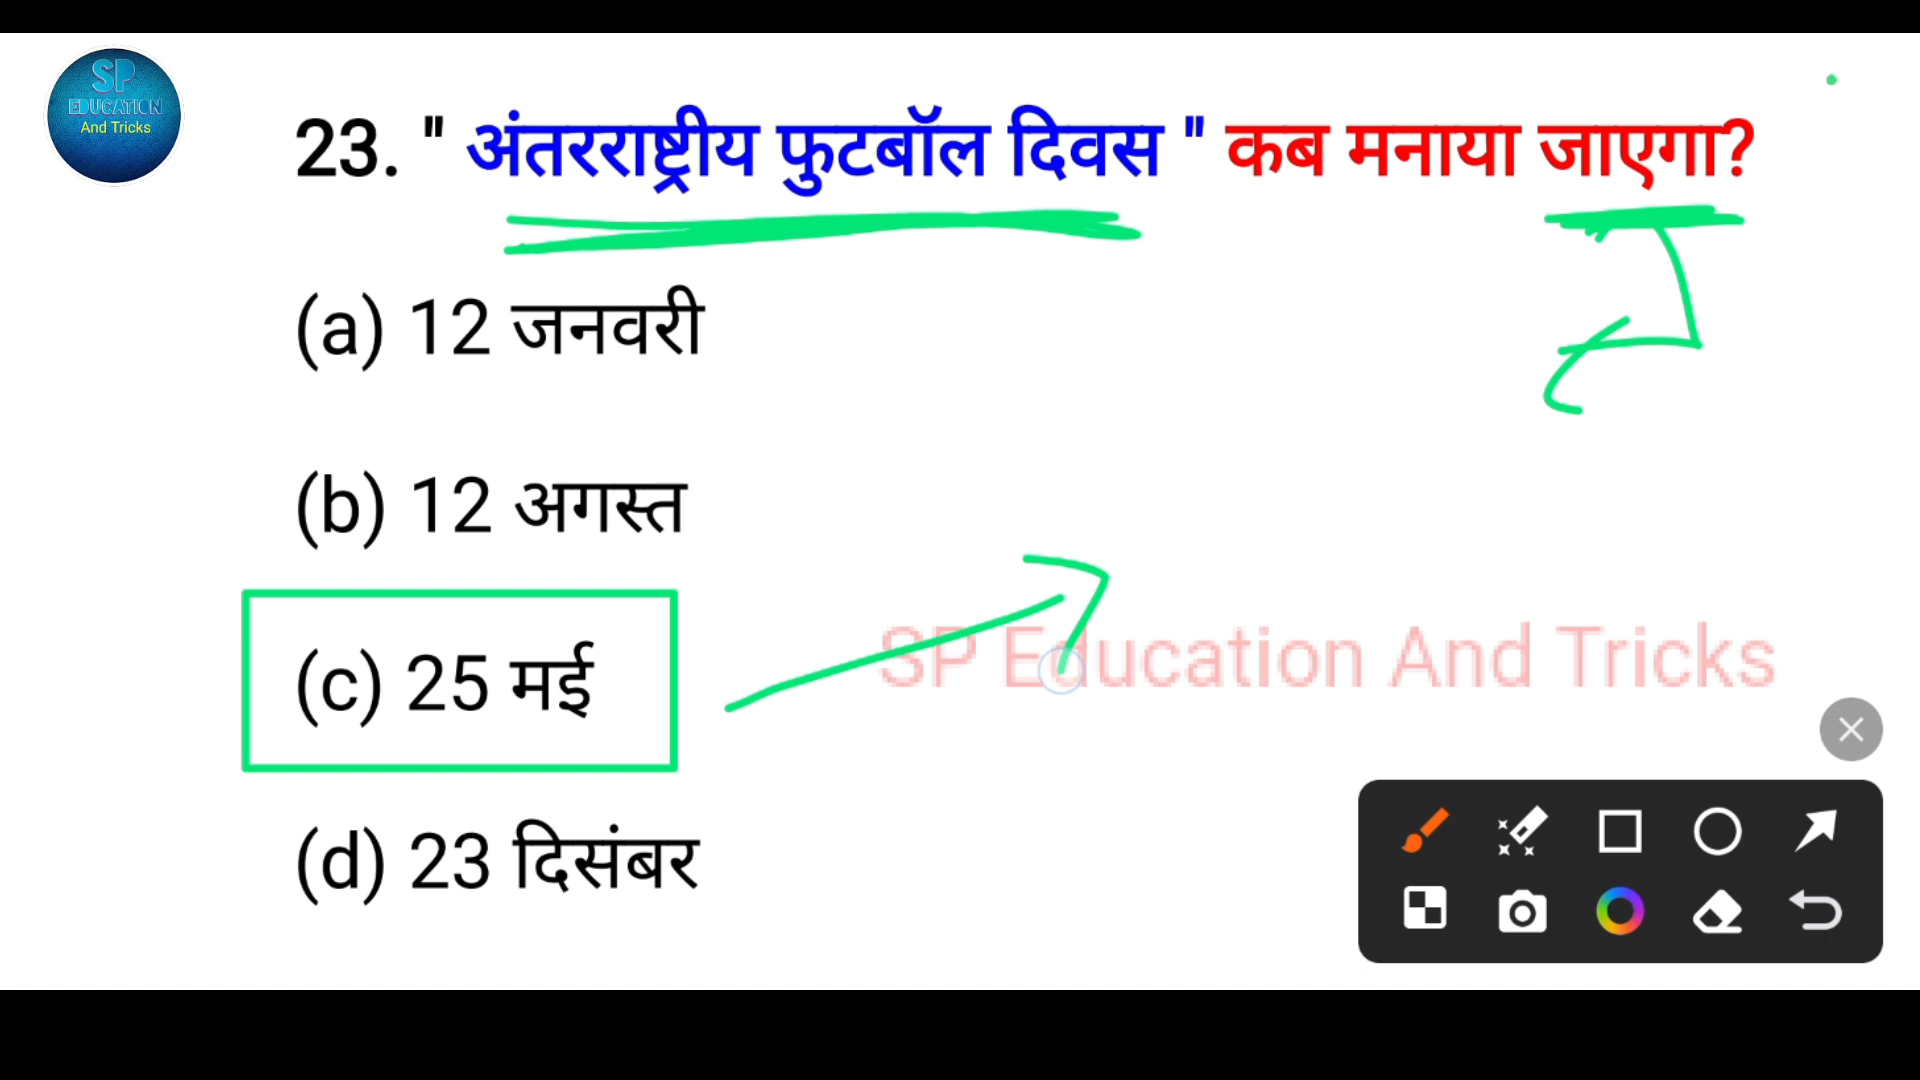 SP
EDUCATION
And Tricks
23. " अंतरराष्ट्रीय फुटबॉल दिवस " कब मनाया जाएगा?
(a) 12 जनवरी
(b) 12 अगस्त
(c) 25 मई
SP Education And Tricks
(d) 23 दिसंबर